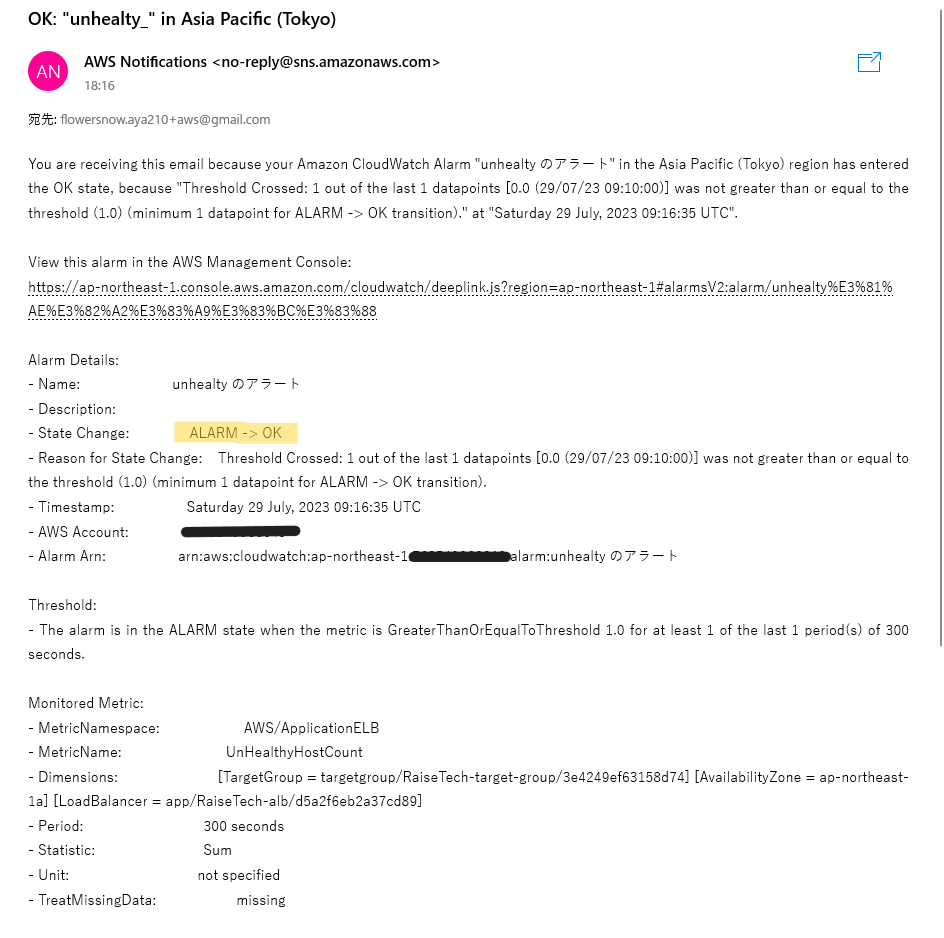 OK: "unhealty_" in Asia Pacific (Tokyo)
AN
AWS Notifications <no-reply@sns.amazonaws.com>
18:16
宛先: flowersnow.aya210+aws@gmail.com
You are receiving this email because your Amazon CloudWatch Alarm "unhealty のアラート" in the Asia Pacific (Tokyo) region has entered
the OK state, because "Threshold Crossed: 1 out of the last 1 datapoints [0.0 (29/07/23 09:10:00)] was not greater than or equal to the
threshold (1.0) (minimum 1 datapoint for ALARM -> OK transition)." at "Saturday 29 July, 2023 09:16:35 UTC".
View this alarm in the AWS Management Console:
https://ap-northeast-1.console.aws.amazon.com/cloudwatch/deeplink.js?region=ap-northeast-1#alarmsV2:alarm/unhealty%E3%81%
AE%E3%82%A2%E3%83%A9%E3%83%BC%E3%83%88
Alarm Details:
- Name: unhealty のアラート
- Description:
- State Change: ALARM -> OK
- Reason for State Change: Threshold Crossed: 1 out of the last 1 datapoints [0.0 (29/07/23 09:10:00)] was not greater than or equal to
the threshold (1.0) (minimum 1 datapoint for ALARM -> OK transition).
- Timestamp: Saturday 29 July, 2023 09:16:35 UTC
- AWS Account:
- Alarm Arn: arn:aws:cloudwatch:ap-northeast-1 alarm:unhealty のアラート
Threshold:
- The alarm is in the ALARM state when the metric is GreaterThanOrEqualToThreshold 1.0 for at least 1 of the last 1 period(s) of 300
seconds.
Monitored Metric:
- MetricNamespace: AWS/ApplicationELB
- MetricName: UnHealthyHostCount
- Dimensions: [TargetGroup = targetgroup/RaiseTech-target-group/3e4249ef63158d74] [AvailabilityZone = ap-northeast-
1a] [LoadBalancer = app/RaiseTech-alb/d5a2f6eb2a37cd89]
- Period: 300 seconds
- Statistic: Sum
- Unit: not specified
- TreatMissingData: missing